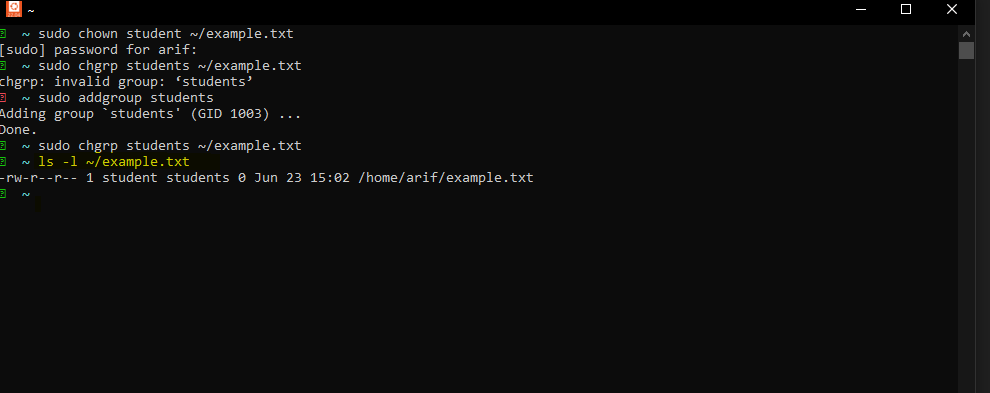 ~
~ sudo chown student ~/example.txt
[sudo] password for arif:
~ sudo chgrp students ~/example.txt
chgrp: invalid group: ‘students’
~ sudo addgroup students
Adding group `students' (GID 1003) ...
Done.
~ sudo chgrp students ~/example.txt
~ ls -l ~/example.txt
-rw-r--r-- 1 student students 0 Jun 23 15:02 /home/arif/example.txt
~